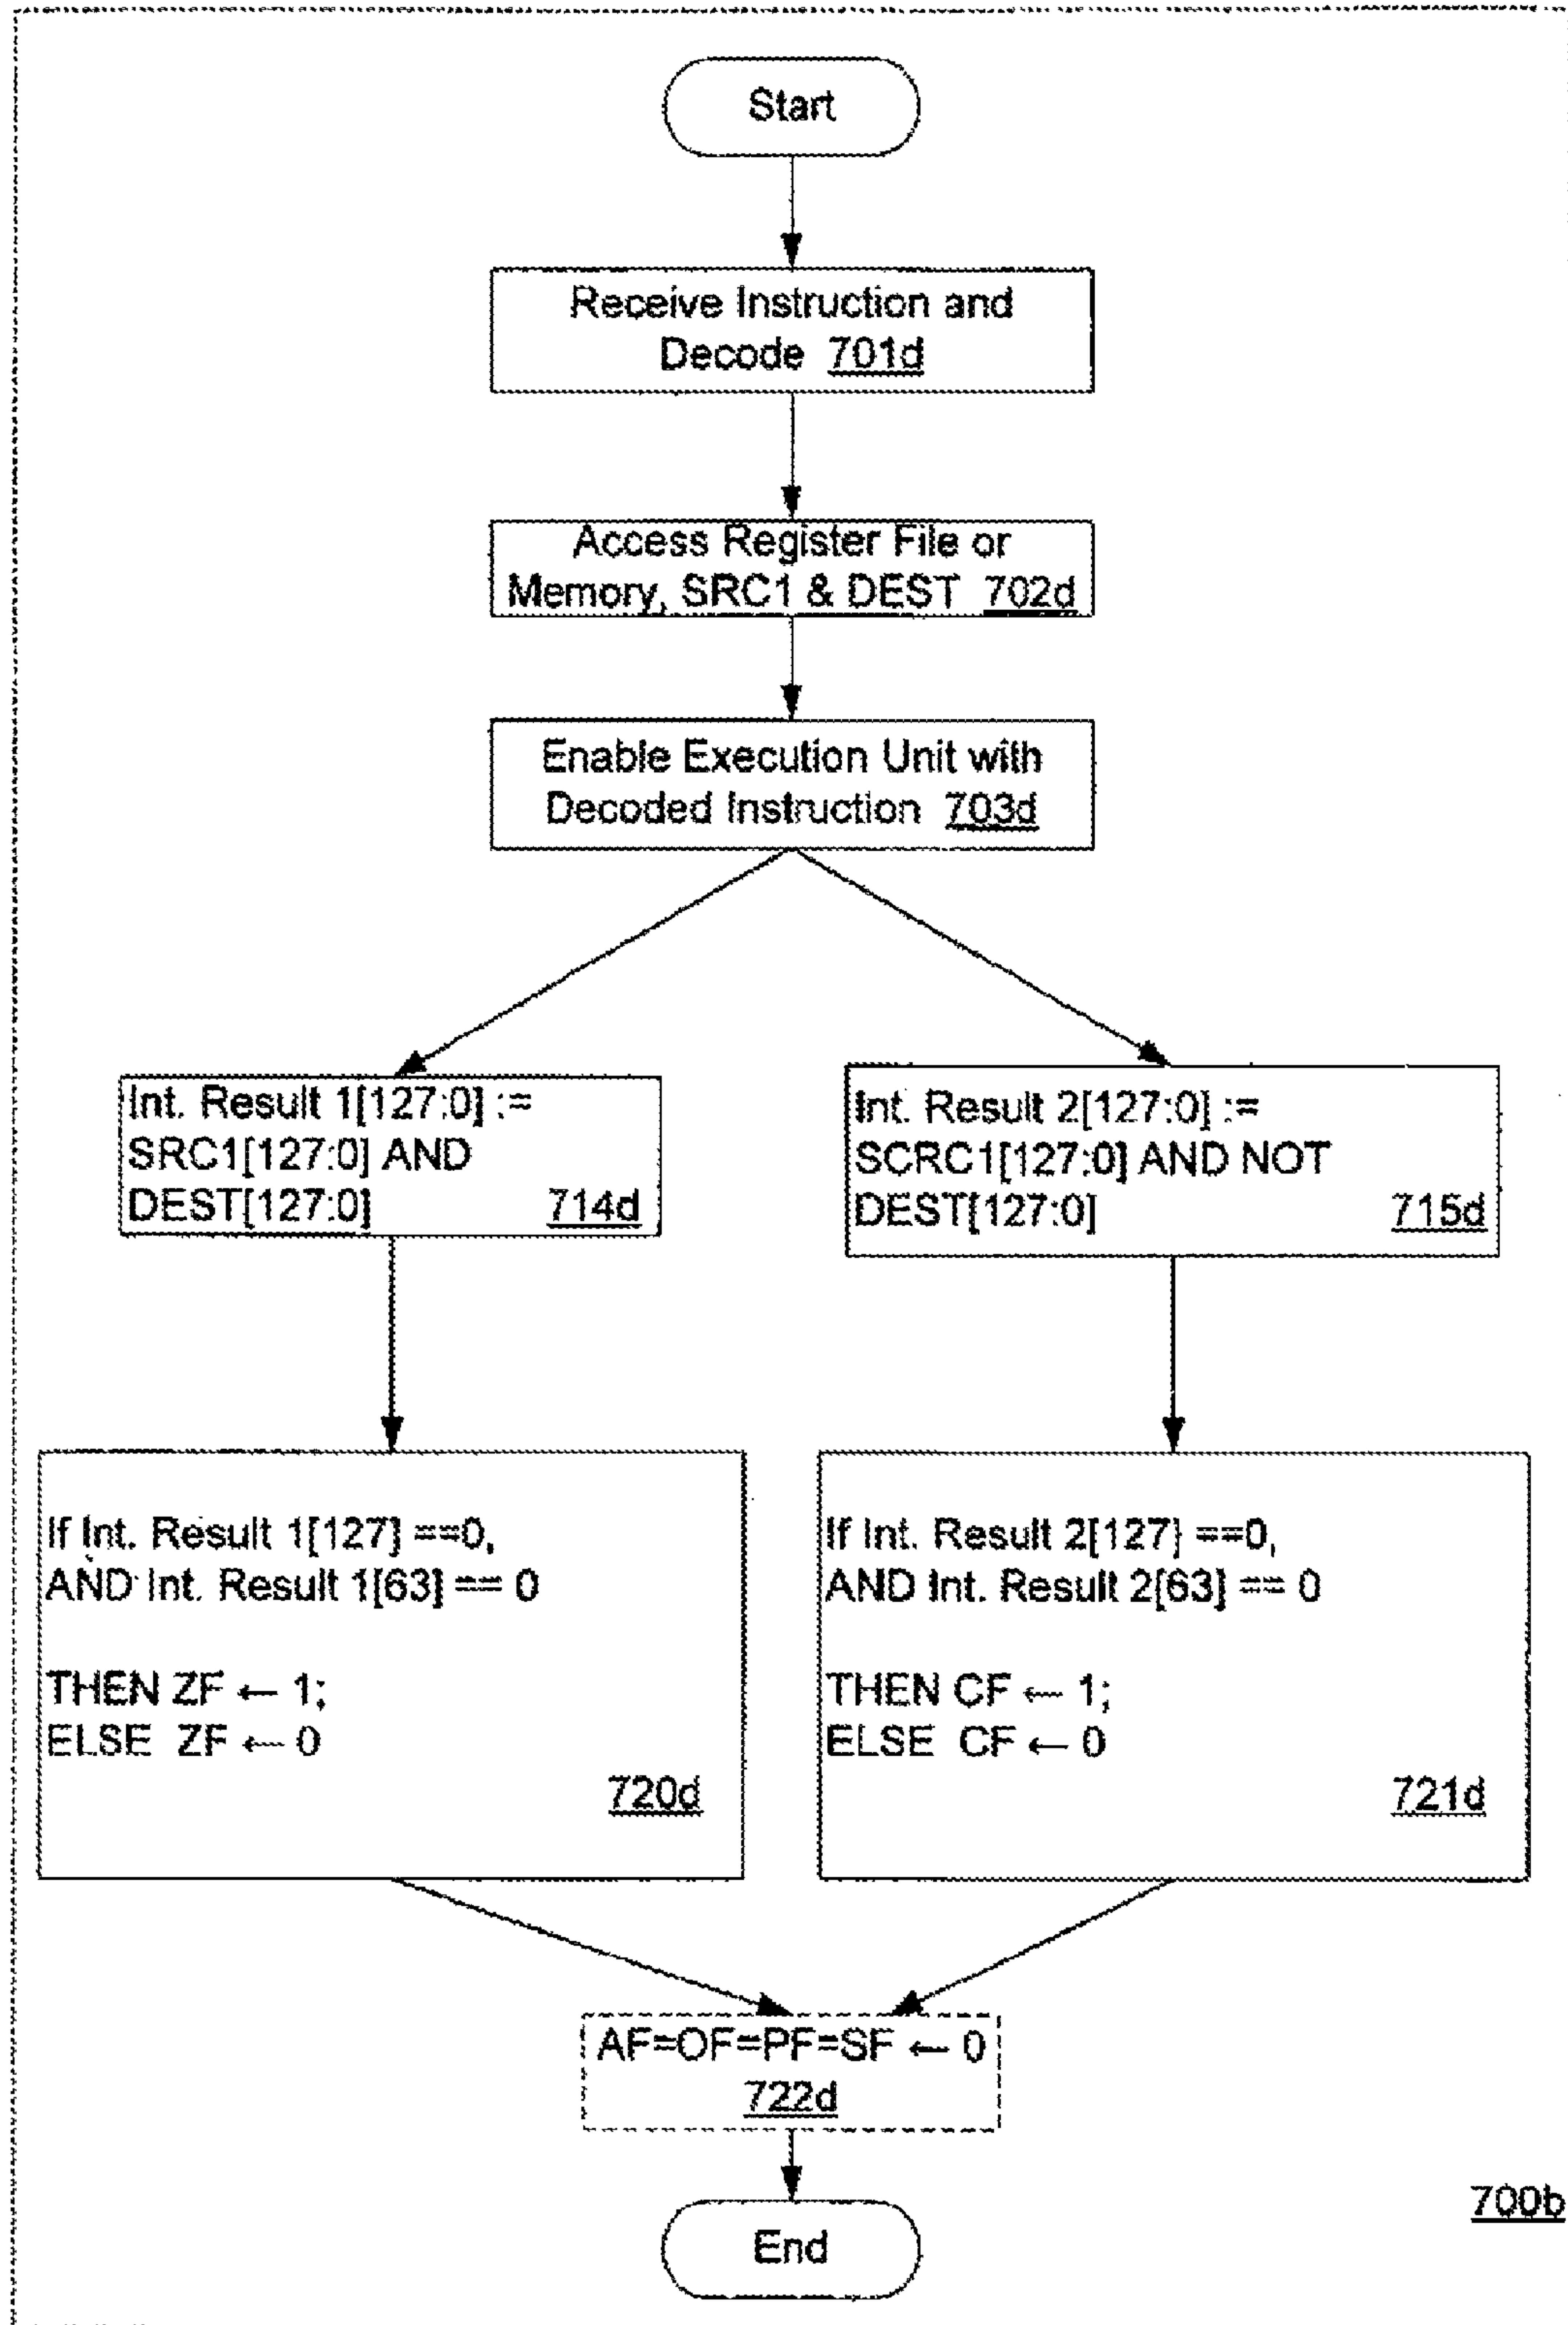 Start
Receive Instruction and
Decode 701d
Access Register File or
Memory, SRC1 & DEST 702d
Enable Execution Unit with
Decoded Instruction 703d
Int. Result 1[127:0] :=
SRC1[127:0] AND
DEST[127:0] 714d
Int. Result 2[127:0] :=
SCRC1[127:0] AND NOT
DEST[127:0] 715d
If Int. Result 1[127] ==0,
AND Int. Result 1[63] == 0
THEN ZF ← 1;
ELSE ZF ← 0
720d
If Int. Result 2[127] ==0,
AND Int. Result 2[63] == 0
THEN CF ← 1;
ELSE CF ← 0
721d
AF=OF=PF=SF ← 0
722d
End
700b